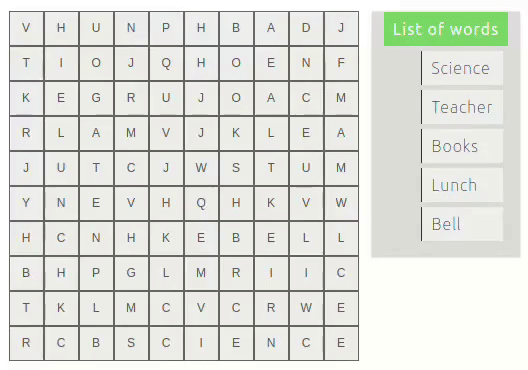 V H U N P H B A D J
T I O J Q H O E N F
K E G R U J O A C M
R L A M V J K L E A
J U T C J W S T U M
Y N E V H Q H K V W
H C N H K E B E L L
B H P G L M R I I C
T K L M C V C R W E
R C B S C I E N C E
List of words
Science
Teacher
Books
Lunch
Bell